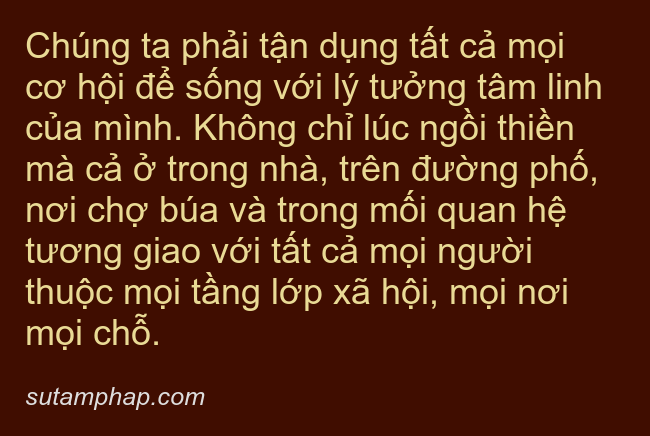 Chúng ta phải tận dụng tất cả mọi
cơ hội để sống với lý tưởng tâm linh
của mình. Không chỉ lúc ngồi thiền
mà cả ở trong nhà, trên đường phố,
nơi chợ búa và trong mối quan hệ
tương giao với tất cả mọi người
thuộc mọi tầng lớp xã hội, mọi nơi
mọi chỗ.
sutamphap.com